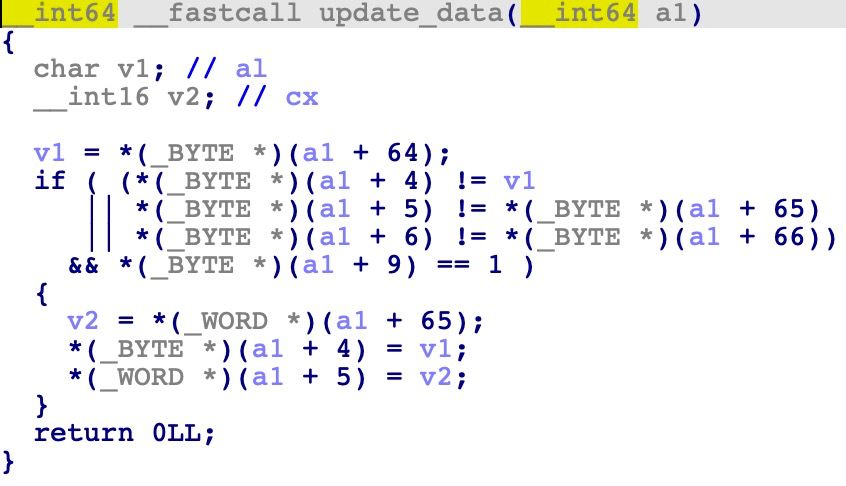 __int64 __fastcall update_data(__int64 a1)
{
  char v1; // al
  __int16 v2; // cx

  v1 = *(_BYTE *)(a1 + 64);
  if ( (*(_BYTE *)(a1 + 4) != v1
     || *(_BYTE *)(a1 + 5) != *(_BYTE *)(a1 + 65)
     || *(_BYTE *)(a1 + 6) != *(_BYTE *)(a1 + 66))
    && *(_BYTE *)(a1 + 9) == 1 )
  {
    v2 = *(_WORD *)(a1 + 65);
    *(_BYTE *)(a1 + 4) = v1;
    *(_WORD *)(a1 + 5) = v2;
  }
  return 0LL;
}